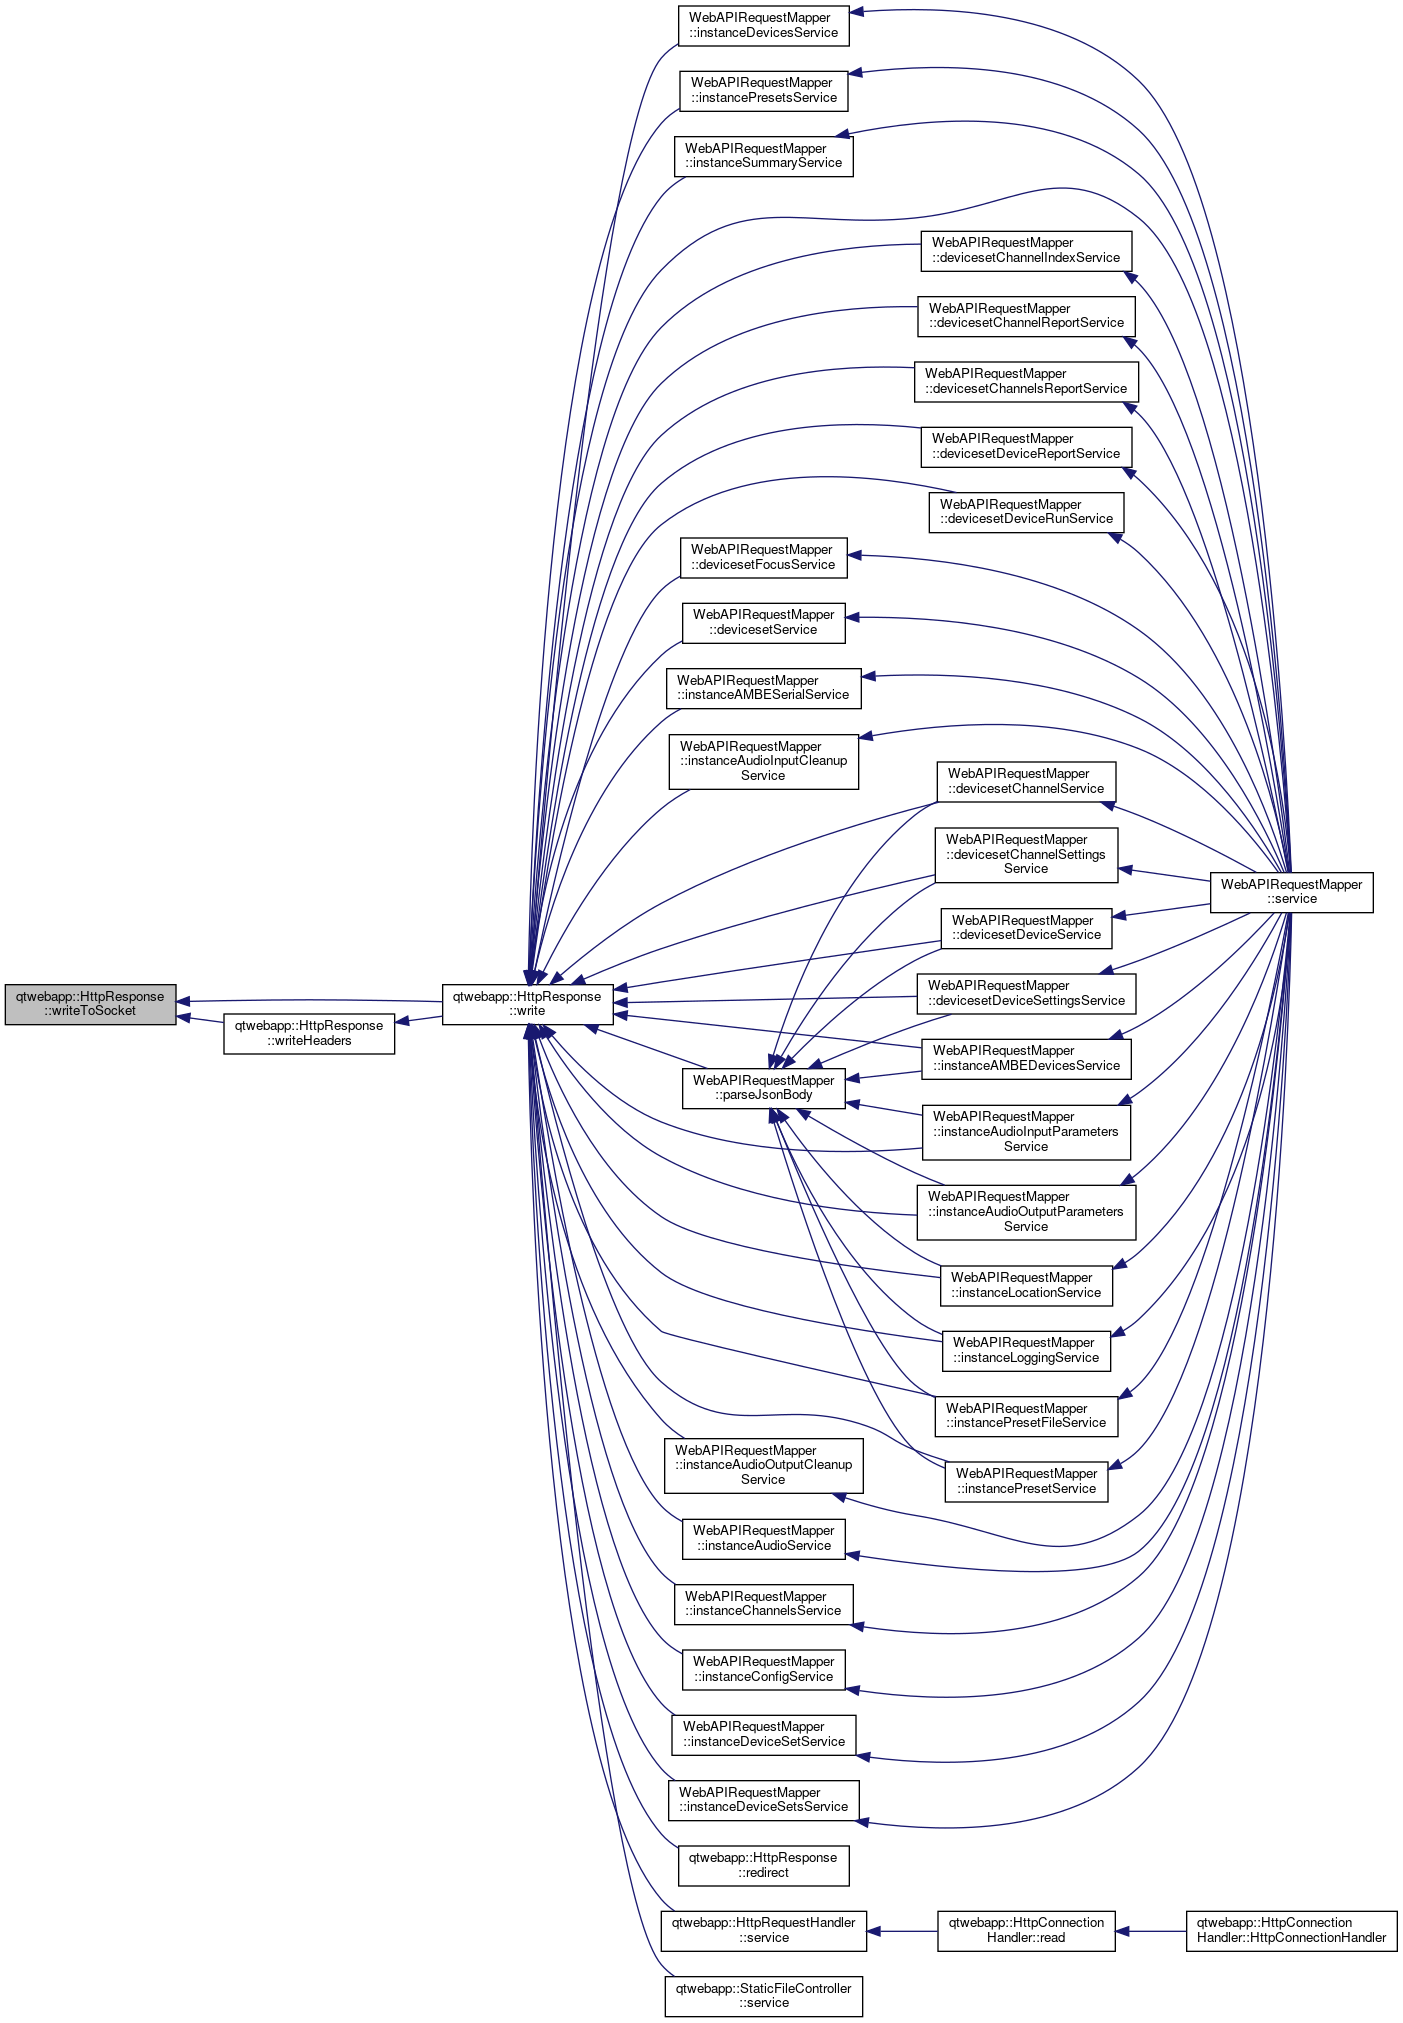 WebAPIRequestMapper
::instanceDevicesService
WebAPIRequestMapper
::instancePresetsService
WebAPIRequestMapper
::instanceSummaryService
WebAPIRequestMapper
::devicesetChannelIndexService
WebAPIRequestMapper
::devicesetChannelReportService
WebAPIRequestMapper
::devicesetChannelsReportService
WebAPIRequestMapper
::devicesetDeviceReportService
WebAPIRequestMapper
::devicesetDeviceRunService
WebAPIRequestMapper
::devicesetFocusService
WebAPIRequestMapper
::devicesetService
WebAPIRequestMapper
::instanceAMBESerialService
WebAPIRequestMapper
::instanceAudioInputCleanup
Service
WebAPIRequestMapper
::devicesetChannelService
WebAPIRequestMapper
::devicesetChannelSettings
Service
WebAPIRequestMapper
::service
WebAPIRequestMapper
::devicesetDeviceService
qtwebapp::HttpResponse
::writeToSocket
qtwebapp::HttpResponse
::writeHeaders
qtwebapp::HttpResponse
::write
WebAPIRequestMapper
::devicesetDeviceSettingsService
WebAPIRequestMapper
::instanceAMBEDevicesService
WebAPIRequestMapper
::parseJsonBody
WebAPIRequestMapper
::instanceAudioInputParameters
Service
WebAPIRequestMapper
::instanceAudioOutputParameters
Service
WebAPIRequestMapper
::instanceLocationService
WebAPIRequestMapper
::instanceLoggingService
WebAPIRequestMapper
::instancePresetFileService
WebAPIRequestMapper
::instanceAudioOutputCleanup
Service
WebAPIRequestMapper
::instancePresetService
WebAPIRequestMapper
::instanceAudioService
WebAPIRequestMapper
::instanceChannelsService
WebAPIRequestMapper
::instanceConfigService
WebAPIRequestMapper
::instanceDeviceSetService
WebAPIRequestMapper
::instanceDeviceSetsService
qtwebapp::HttpResponse
::redirect
qtwebapp::HttpRequestHandler
::service
qtwebapp::HttpConnection
Handler::read
qtwebapp::HttpConnection
Handler::HttpConnectionHandler
qtwebapp::StaticFileController
::service